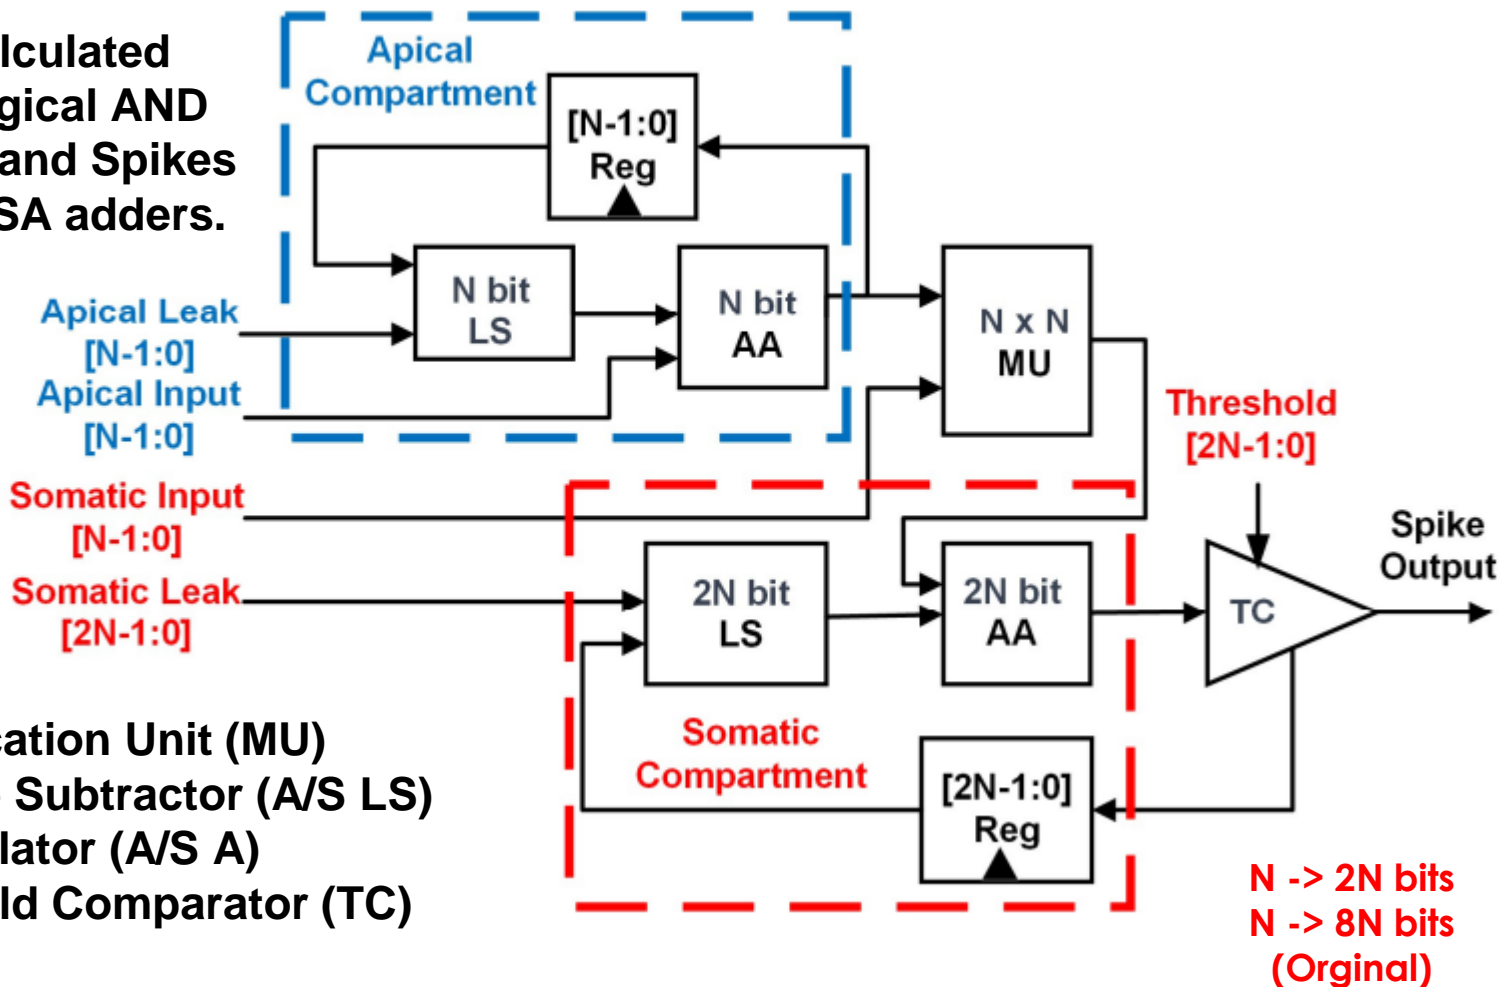 lculated
gical AND
and Spikes
SA adders.
Apical
Compartment
[N-1:0]
Reg
N bit
LS
N bit
AA
N x N
MU
Apical Leak
[N-1:0]
Apical Input
[N-1:0]
Threshold
[2N-1:0]
Somatic Input
[N-1:0]
Somatic Leak
[2N-1:0]
2N bit
LS
2N bit
AA
TC
Spike
Output
Somatic
Compartment
[2N-1:0]
Reg
cation Unit (MU)
Subtractor (A/S LS)
lator (A/S A)
ld Comparator (TC)
N -> 2N bits
N -> 8N bits
(Orginal)